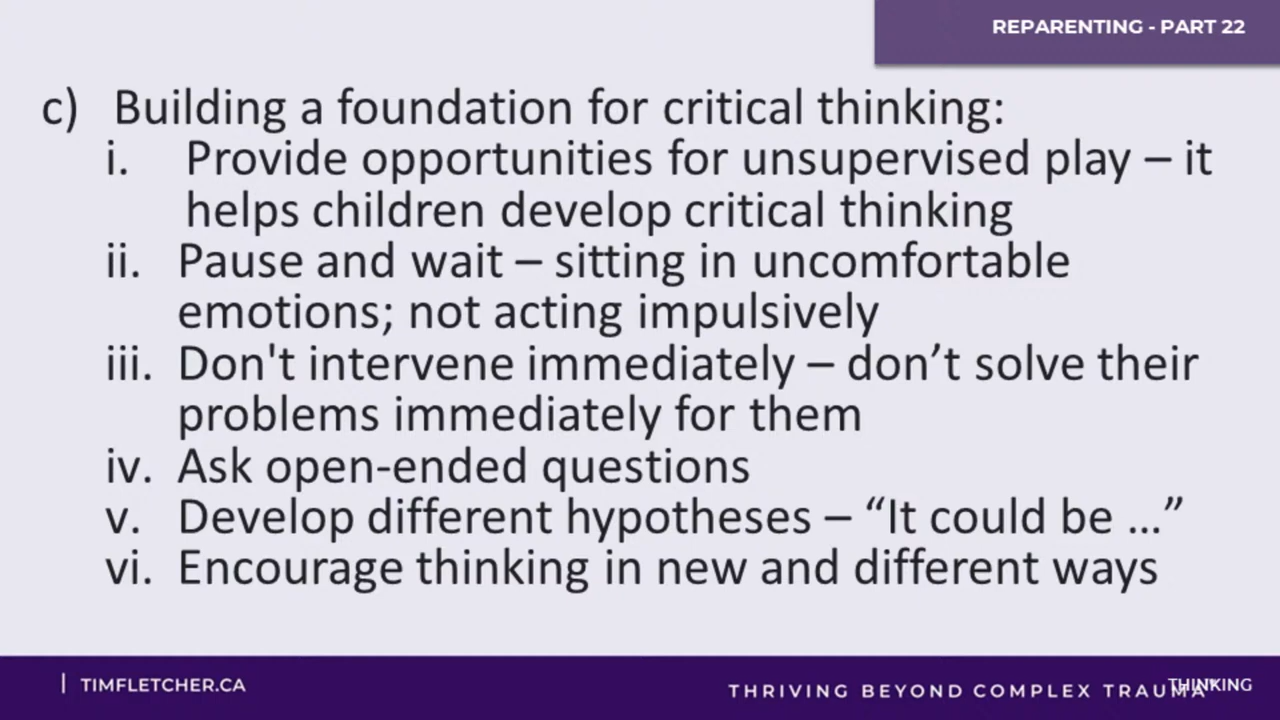 REPARENTING - PART 22
c) Building a foundation for critical thinking:
i. Provide opportunities for unsupervised play – it
helps children develop critical thinking
ii. Pause and wait – sitting in uncomfortable
emotions; not acting impulsively
iii. Don't intervene immediately – don’t solve their
problems immediately for them
iv. Ask open-ended questions
v. Develop different hypotheses – “It could be ...”
vi. Encourage thinking in new and different ways
| TIMFLETCHER.CA
THRIVING BEYOND COMPLEX TRAUMA
THINKING